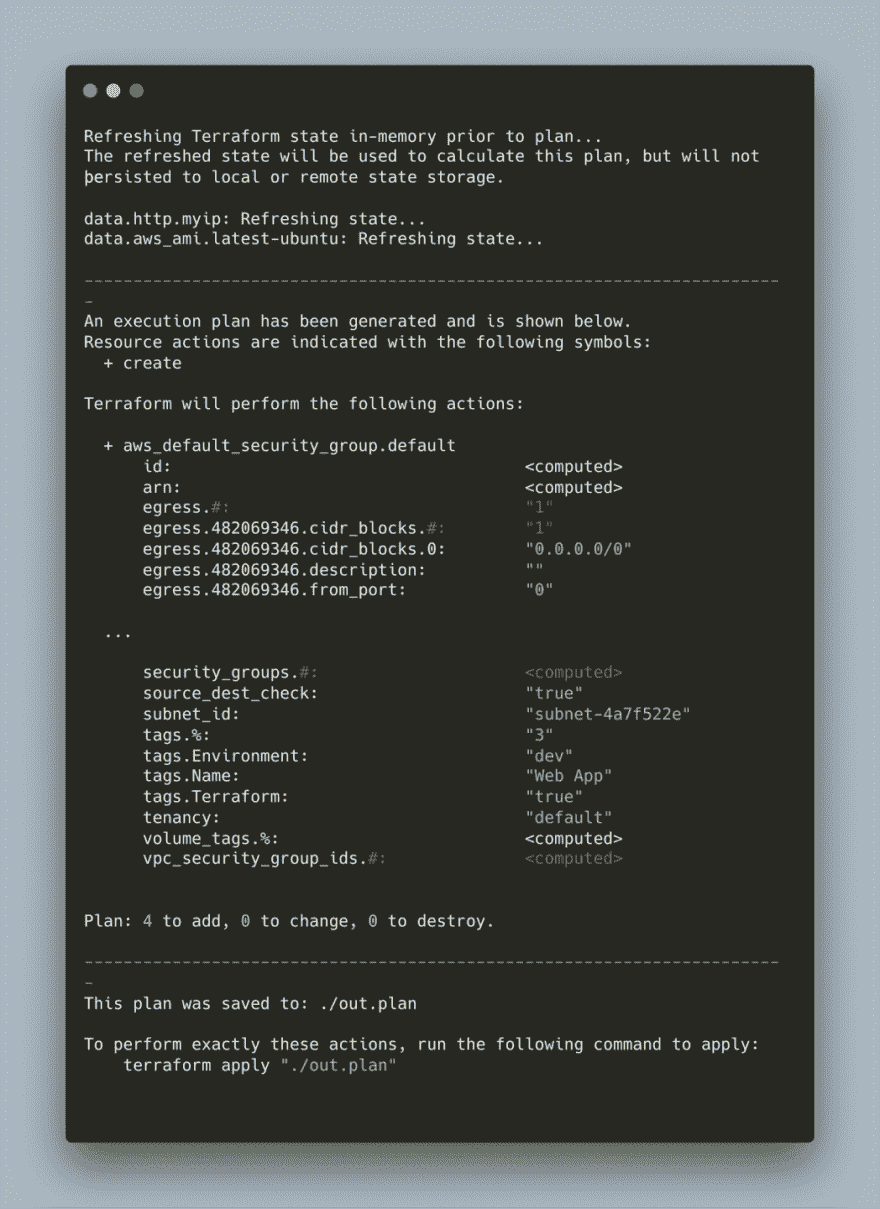 Refreshing Terraform state in-memory prior to plan...
The refreshed state will be used to calculate this plan, but will not
persisted to local or remote state storage.
data.http.myip: Refreshing state...
data.aws_ami.latest-ubuntu: Refreshing state...
-----------------------------------------------------------------------
-
An execution plan has been generated and is shown below.
Resource actions are indicated with the following symbols:
  + create
Terraform will perform the following actions:
  + aws_default_security_group.default
      id:                                    <computed>
      arn:                                   <computed>
      egress.#:                              "1"
      egress.482069346.cidr_blocks.#:        "1"
      egress.482069346.cidr_blocks.0:        "0.0.0.0/0"
      egress.482069346.description:          ""
      egress.482069346.from_port:            "0"
  ...
      security_groups.#:                     <computed>
      source_dest_check:                     "true"
      subnet_id:                             "subnet-4a7f522e"
      tags.%:                                "3"
      tags.Environment:                      "dev"
      tags.Name:                             "Web App"
      tags.Terraform:                        "true"
      tenancy:                               "default"
      volume_tags.%:                         <computed>
      vpc_security_group_ids.#:              <computed>
Plan: 4 to add, 0 to change, 0 to destroy.
-----------------------------------------------------------------------
-
This plan was saved to: ./out.plan
To perform exactly these actions, run the following command to apply:
    terraform apply "./out.plan"